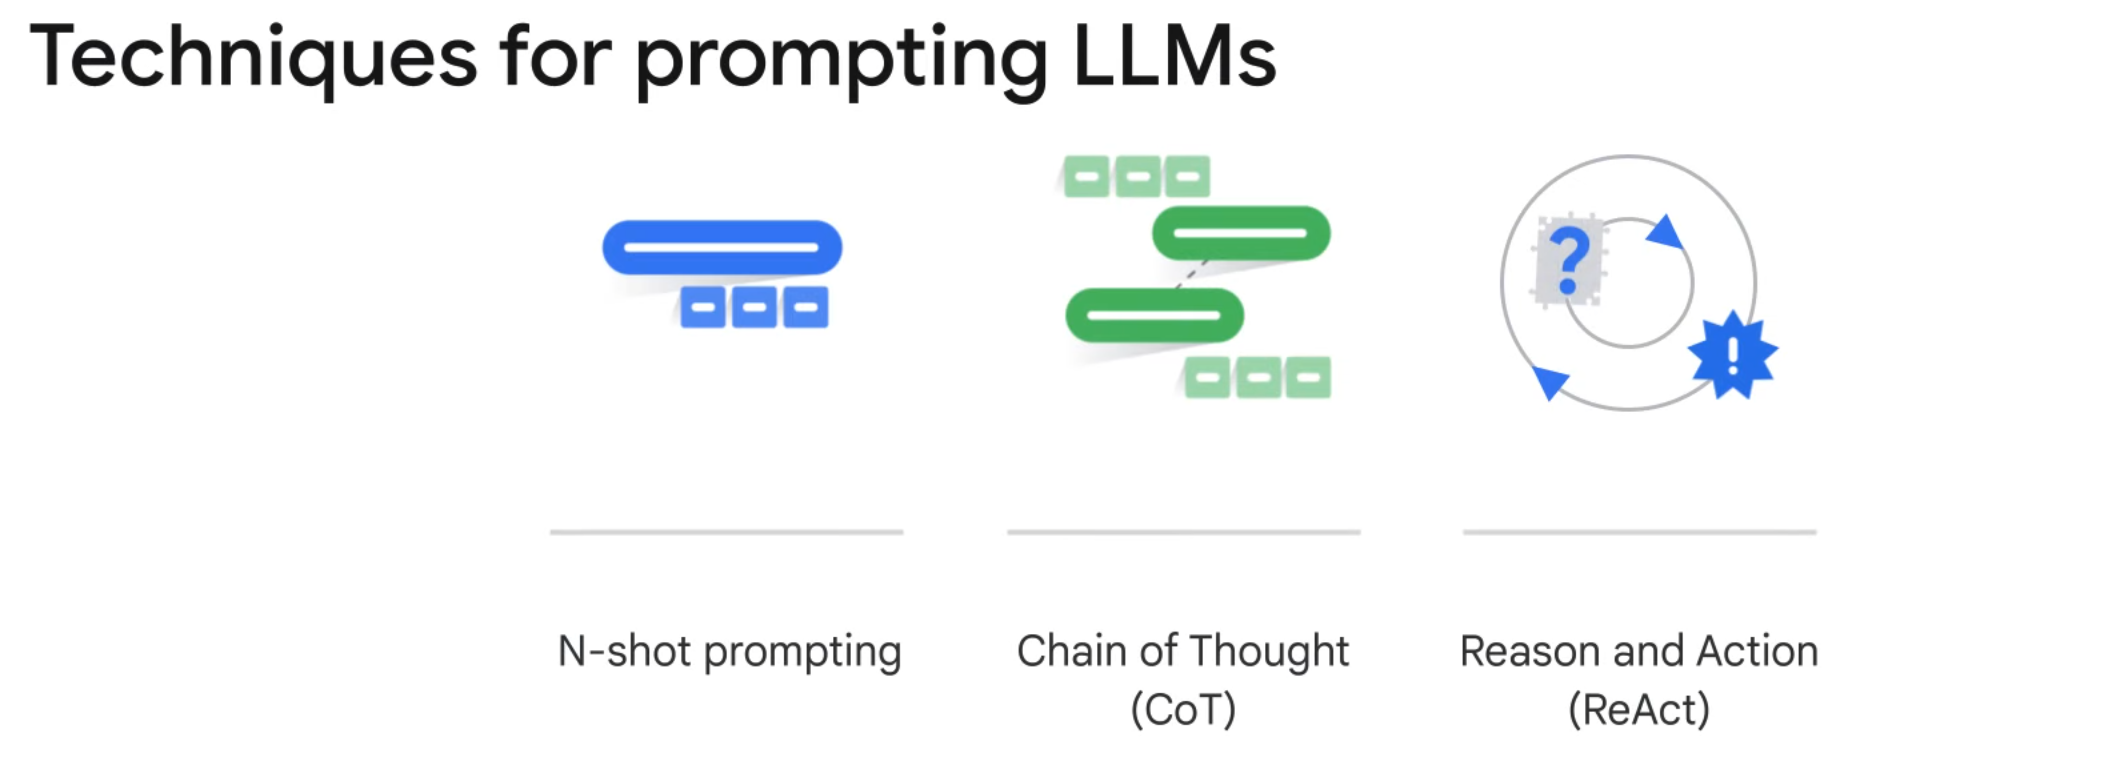 Techniques for prompting LLMs
?
!
N-shot prompting
Chain of Thought
(CoT)
Reason and Action
(ReAct)